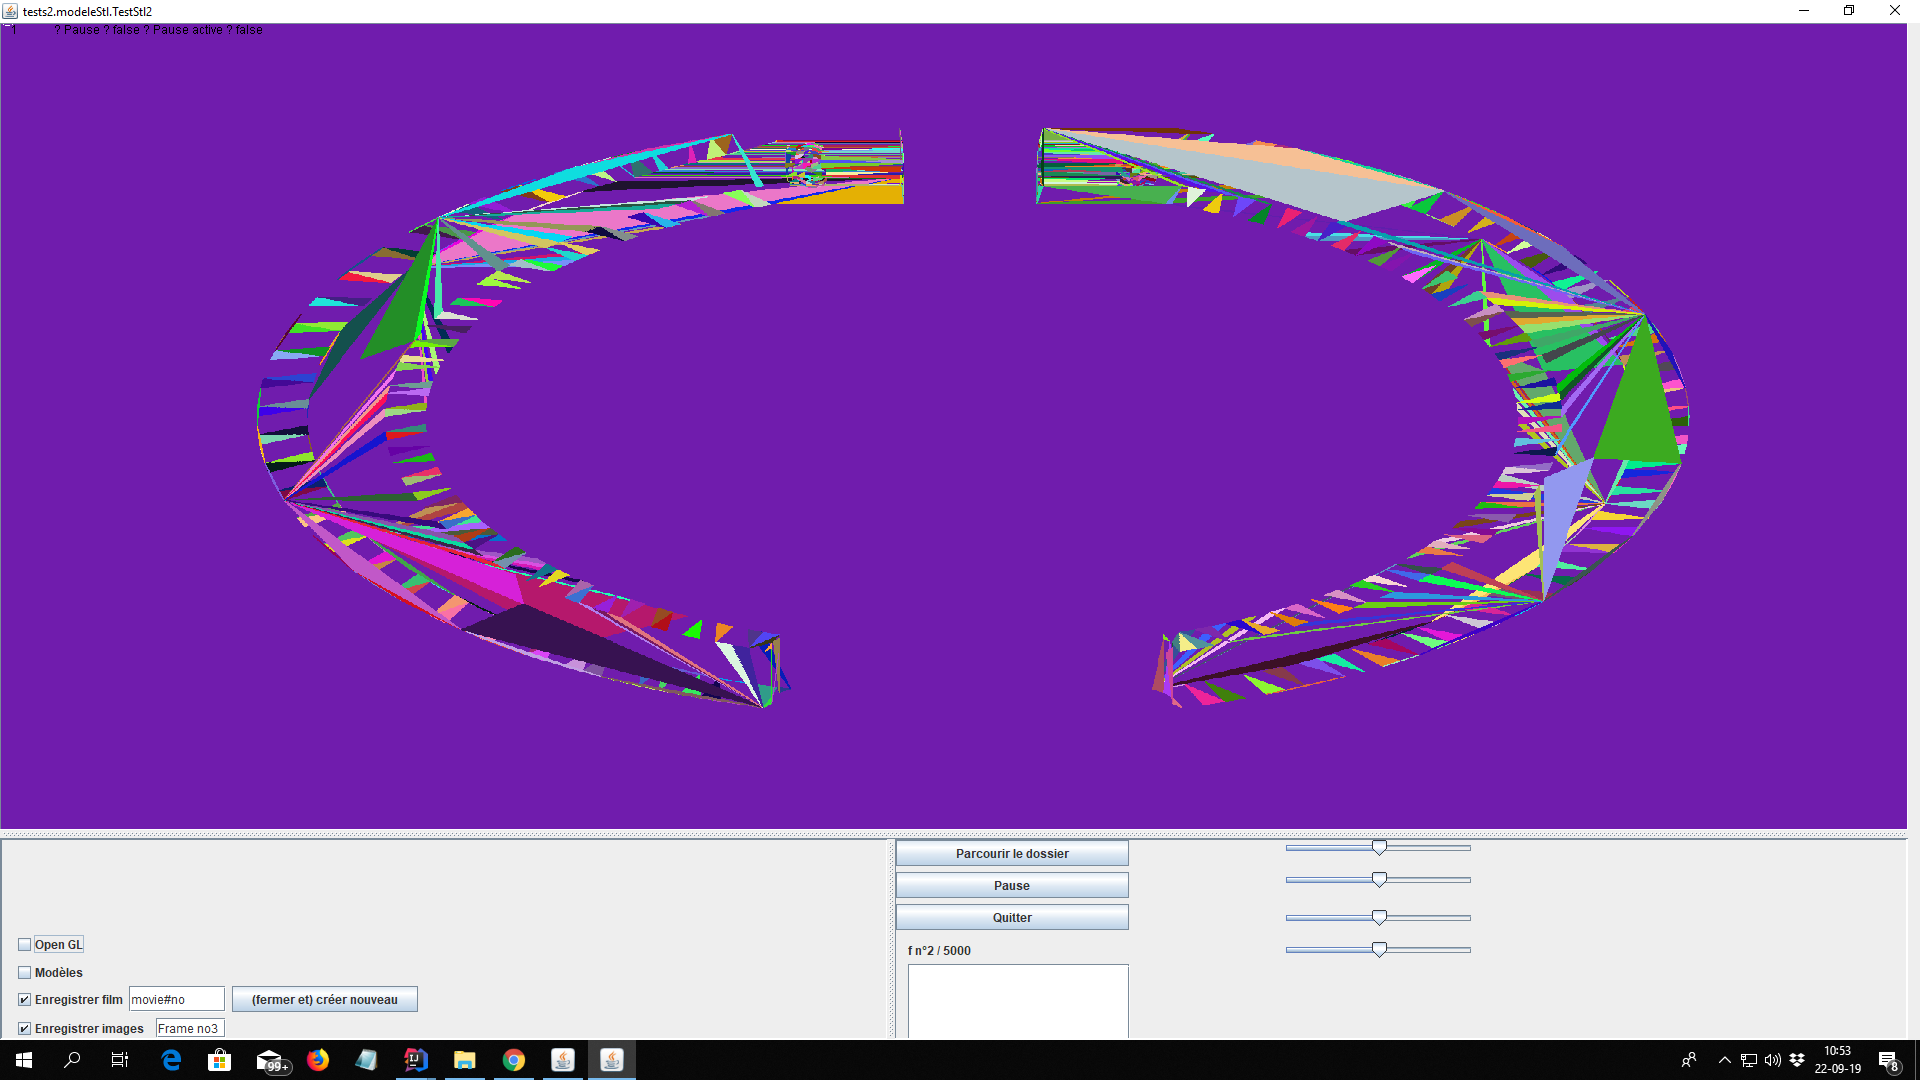 tests2.modeleStl.TestStl2
1 ? Pause ? false ? Pause active ? false
Parcourir le dossier
Pause
Quitter
f n°2 / 5000
Open GL
Modèles
Enregistrer film movie#no (fermer et) créer nouveau
Enregistrer images Frame no3
99+
10:53
22-09-19
8